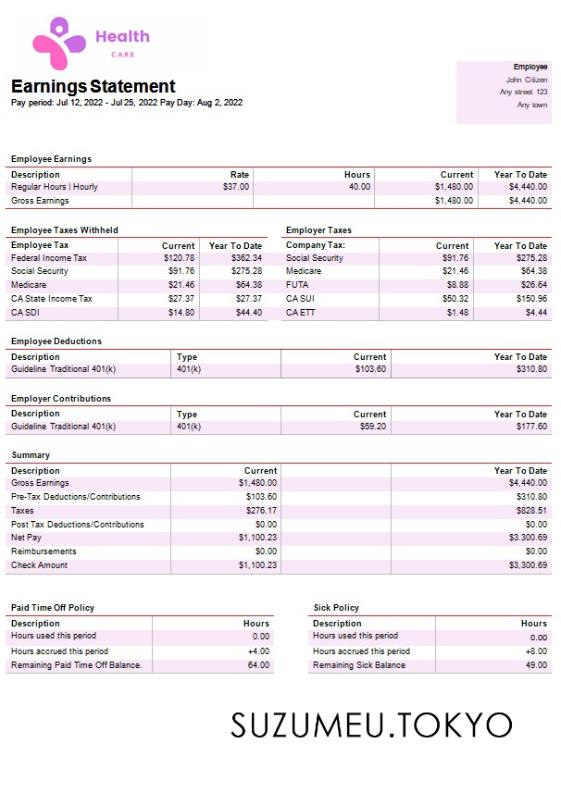 Health
CARE
Earnings Statement
Pay period: Jul 12, 2022 - Jul 25, 2022 Pay Day: Aug 2, 2022
Employee
John Citizen
Any street 123
Any town
Employee Earnings
Description Rate Hours Current Year To Date
Regular Hours | Hourly $37.00 40.00 $1,480.00 $4,440.00
Gross Earnings $1,480.00 $4,440.00
Employee Taxes Withheld
Employee Tax Current Year To Date
Federal Income Tax $120.78 $362.34
Social Security $91.76 $275.28
Medicare $21.46 $64.38
CA State Income Tax $27.37 $27.37
CA SDI $14.80 $44.40
Employer Taxes
Company Tax: Current Year To Date
Social Security $91.76 $275.28
Medicare $21.46 $64.38
FUTA $8.88 $26.64
CA SUI $50.32 $150.96
CA ETT $1.48 $4.44
Employee Deductions
Description Type Current Year To Date
Guideline Traditional 401(k) 401(k) $103.60 $310.80
Employer Contributions
Description Type Current Year To Date
Guideline Traditional 401(k) 401(k) $59.20 $177.60
Summary
Description Current Year To Date
Gross Earnings $1,480.00 $4,440.00
Pre-Tax Deductions/Contributions $103.60 $310.80
Taxes $276.17 $828.51
Post Tax Deductions/Contributions $0.00 $0.00
Net Pay $1,100.23 $3.300.69
Reimbursements $0.00 $0.00
Check Amount $1,100.23 $3,300.69
Paid Time Off Policy
Description Hours
Hours used this period 0.00
Hours accrued this period +4.00
Remaining Paid Time Off Balance. 64.00
Sick Policy
Description Hours
Hours used this period 0.00
Hours accrued this period +8.00
Remaining Sick Balance 49.00
SUZUMEU.TOKYO